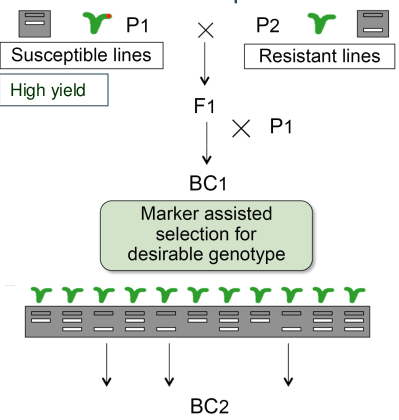 P1 × P2
Susceptible lines
Resistant lines
High yield
F1
× P1
BC1
Marker assisted
selection for
desirable genotype
BC2